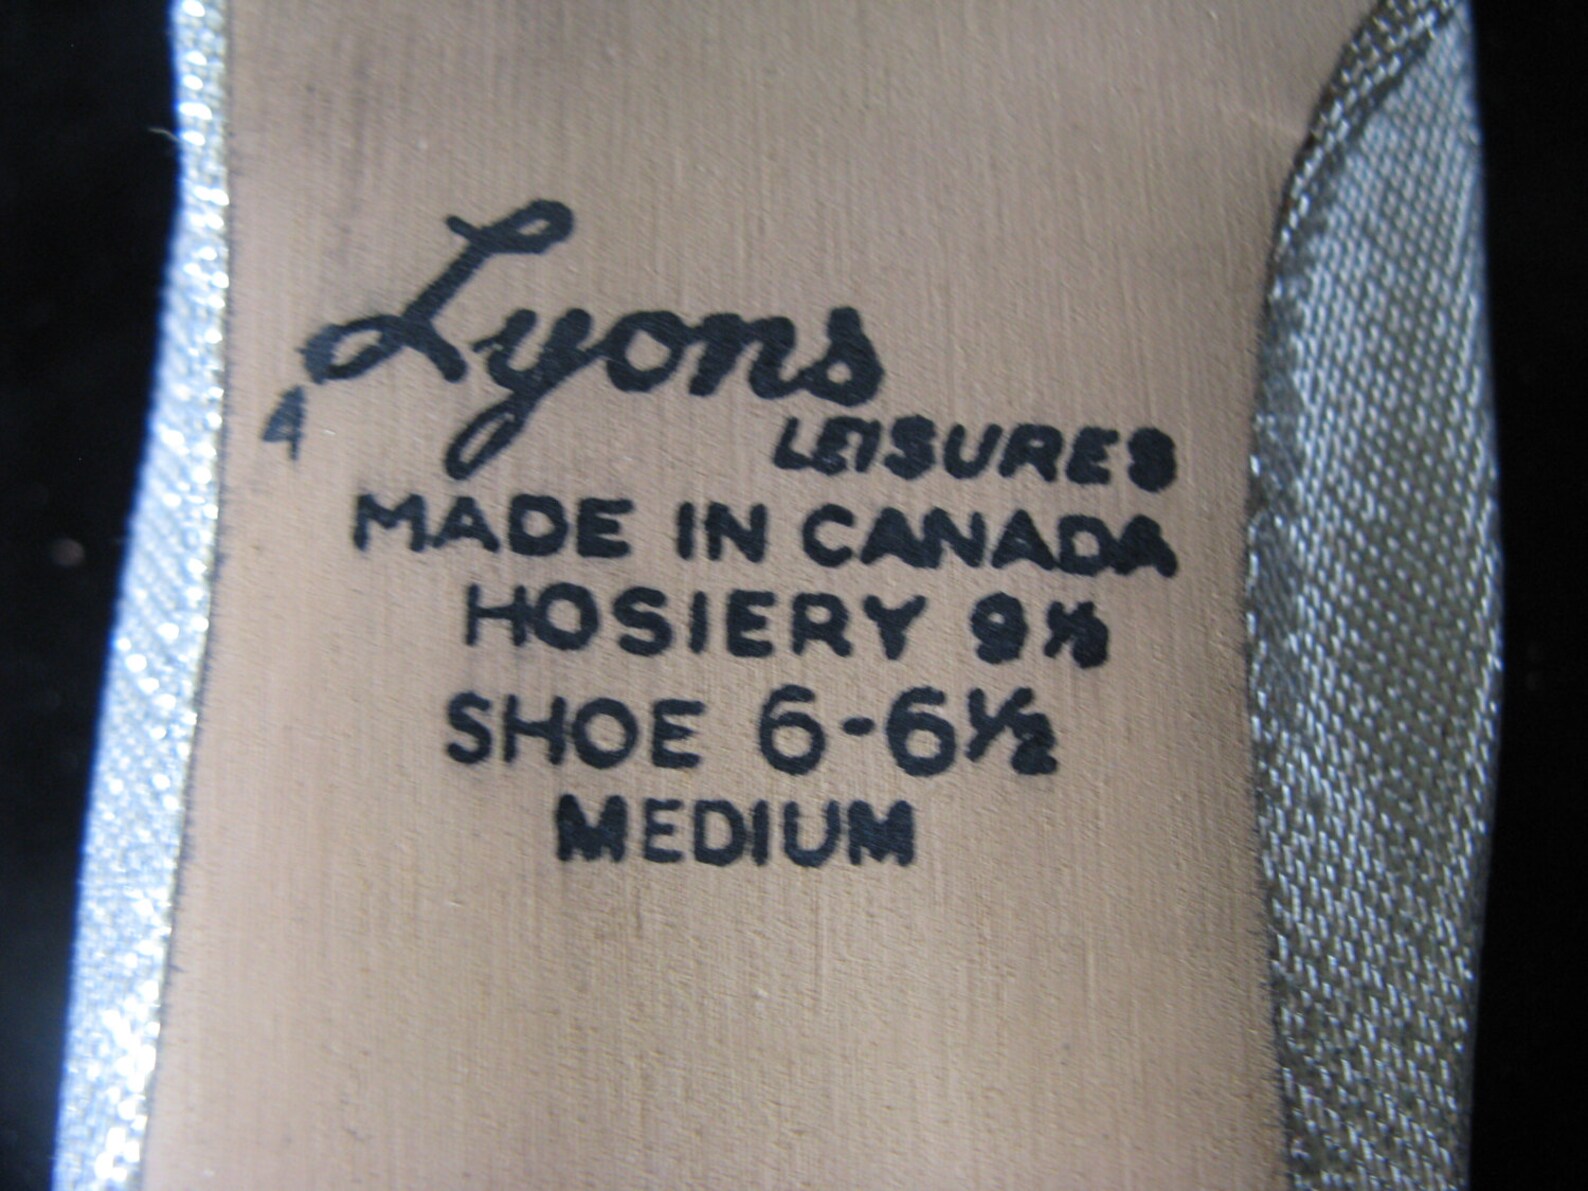 Lyons
LEISURES
MADE IN CANADA
HOSIERY 9½
SHOE 6-6½
MEDIUM